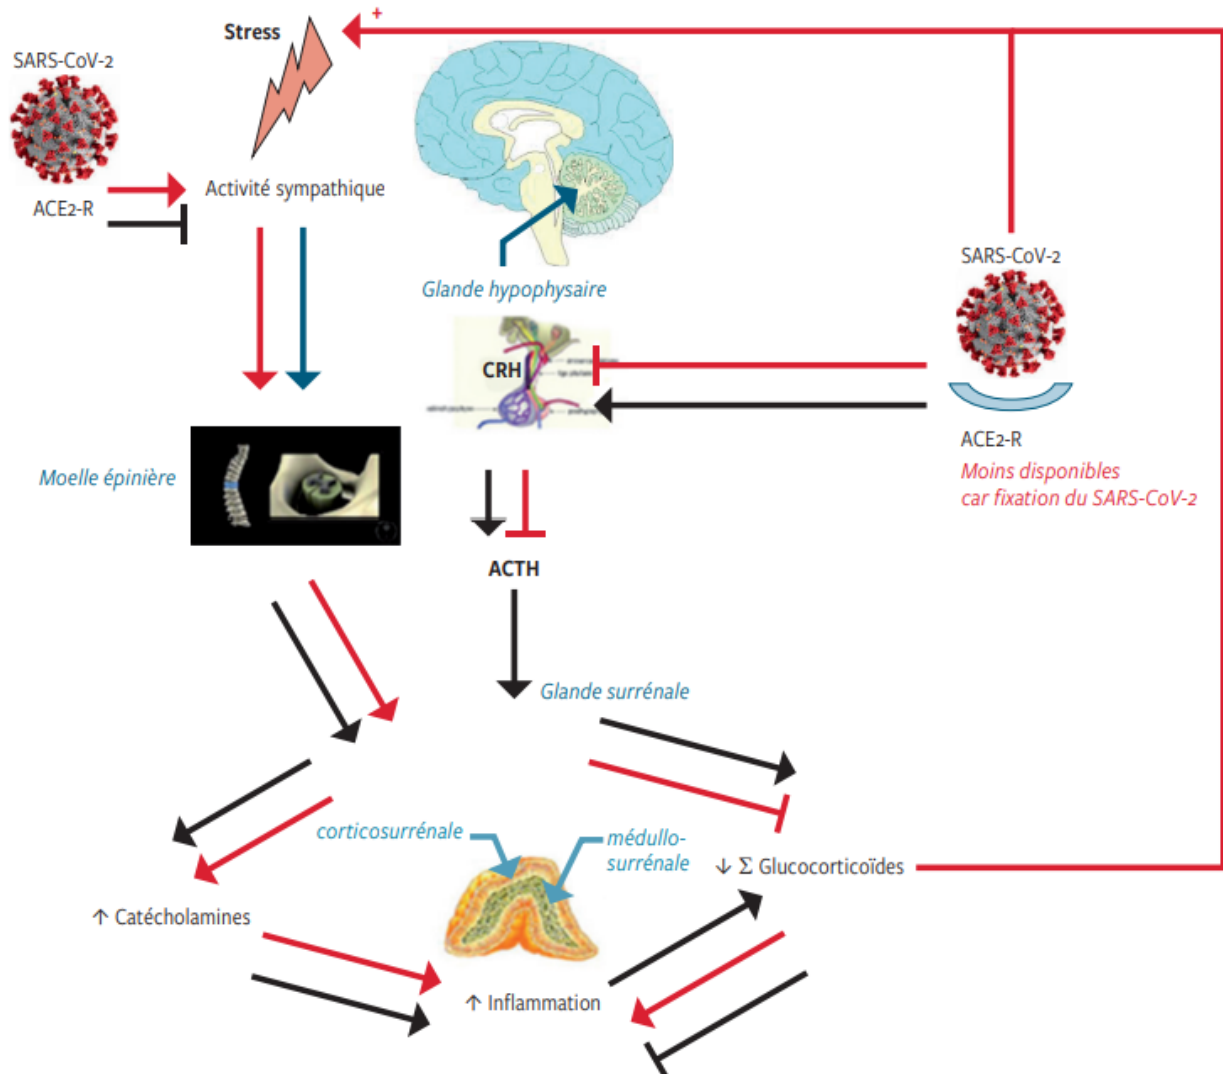 +
Stress
SARS-CoV-2
Activité sympathique
ACE2-R
SARS-CoV-2
Glande hypophysaire
CRH
ACE2-R
Moins disponibles
car fixation du SARS-CoV-2
Moelle épinière
ACTH
Glande surrénale
corticosurrénale
médullo-
surrénale
↓ Σ Glucocorticoïdes
↑ Catécholamines
↑ Inflammation